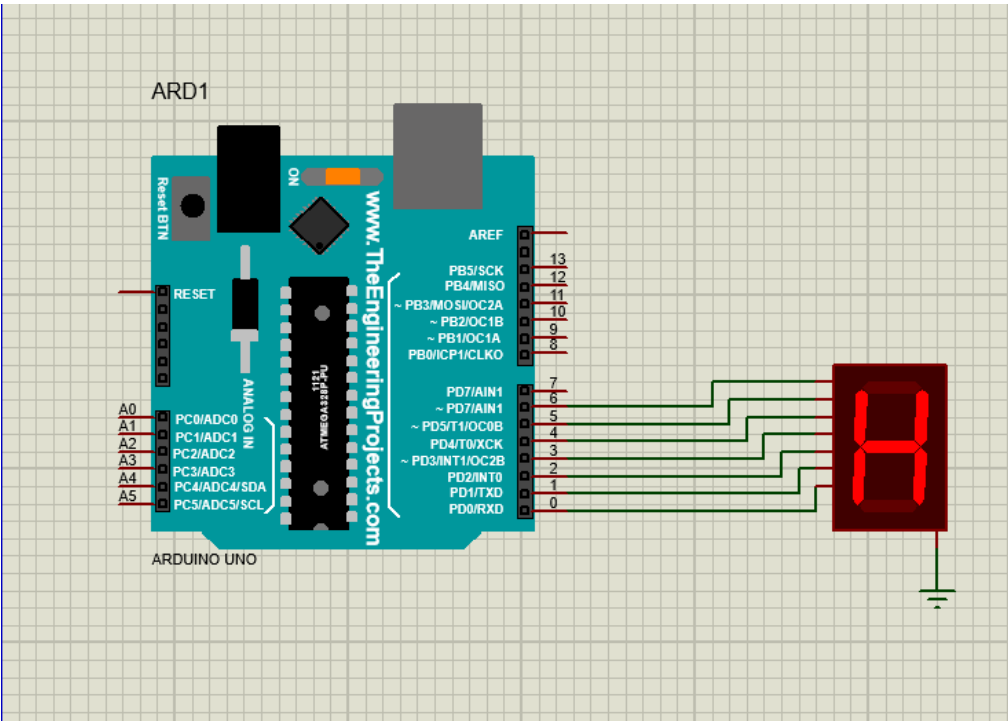 ARD1
Reset BTN
ON
www.TheEngineeringProjects.com
AREF
PB5/SCK
13
PB4/MISO
12
~ PB3/MOSI/OC2A
11
~ PB2/OC1B
10
~ PB1/OC1A
9
PB0/ICP1/CLKO
8
RESET
ANALOG IN
1121
ATMEGA328P-PU
PD7/AIN1
7
~ PD7/AIN1
6
~ PD5/T1/OC0B
5
PD4/T0/XCK
4
~ PD3/INT1/OC2B
3
PD2/INT0
2
PD1/TXD
1
PD0/RXD
0
A0
PC0/ADC0
A1
PC1/ADC1
A2
PC2/ADC2
A3
PC3/ADC3
A4
PC4/ADC4/SDA
A5
PC5/ADC5/SCL
ARDUINO UNO
H